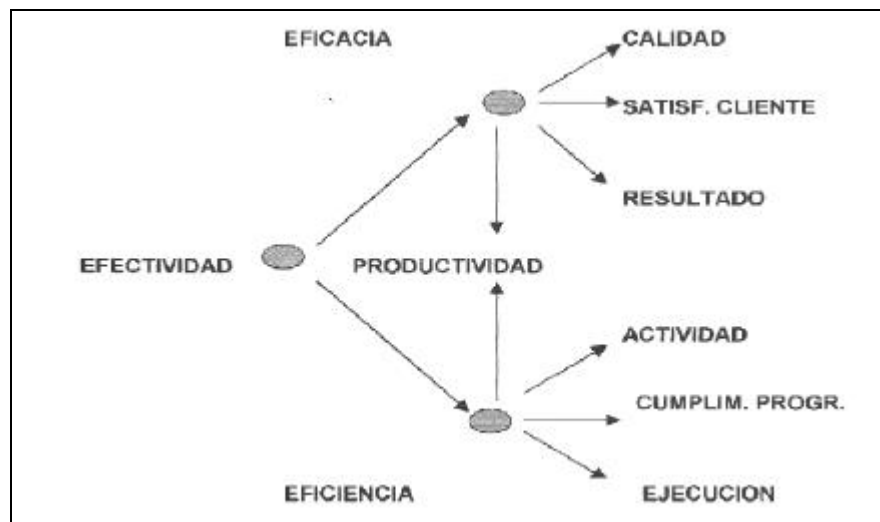 EFICACIA
CALIDAD
SATISF. CLIENTE
RESULTADO
EFECTIVIDAD
PRODUCTIVIDAD
ACTIVIDAD
CUMPLIM. PROGR.
EFICIENCIA
EJECUCION